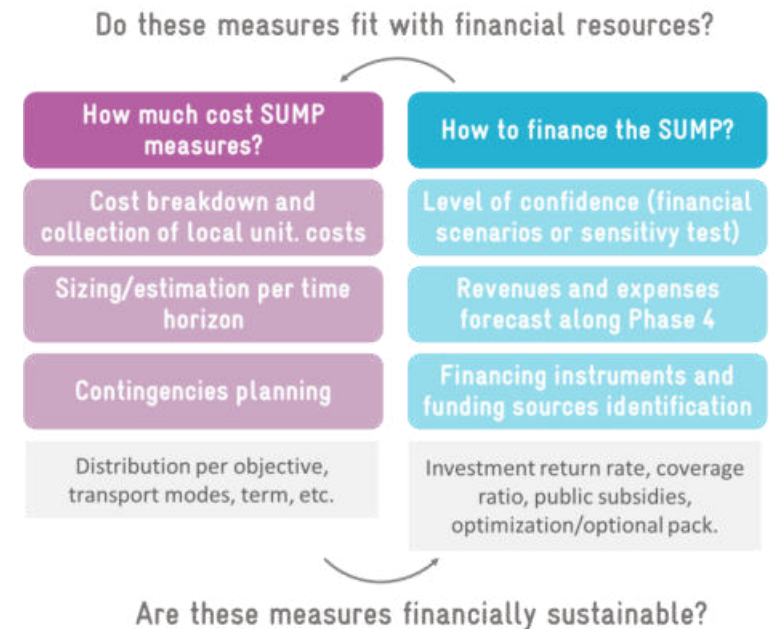 Do these measures fit with financial resources?
How much cost SUMP
measures?
Cost breakdown and
collection of local unit. costs
Sizing/estimation per time
horizon
Contingencies planning
Distribution per objective,
transport modes, term, etc.
How to finance the SUMP?
Level of confidence (financial
scenarios or sensitivy test)
Revenues and expenses
forecast along Phase 4
Financing instruments and
funding sources identification
Investment return rate, coverage
ratio, public subsidies,
optimization/optional pack.
Are these measures financially sustainable?